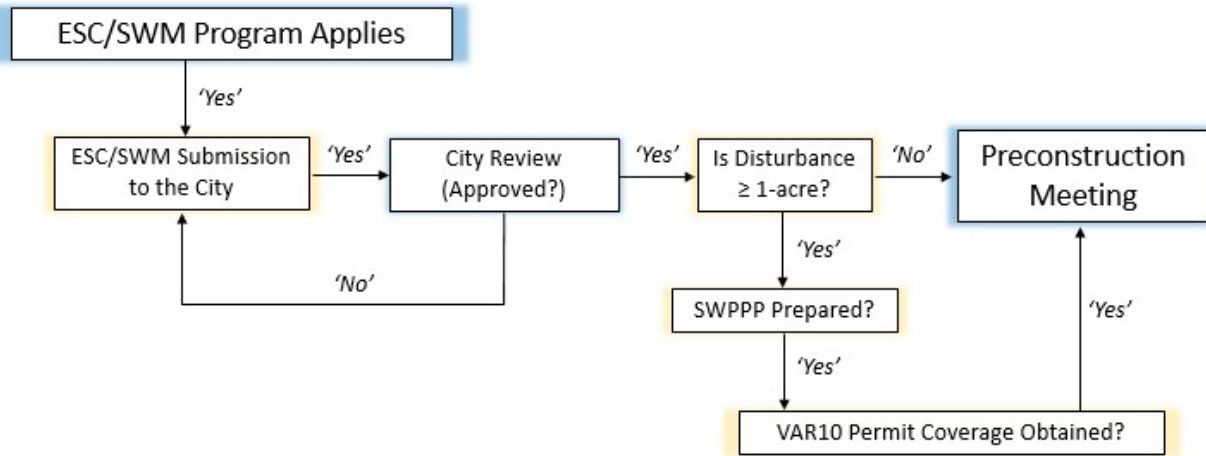 ESC/SWM Program Applies
‘Yes’
ESC/SWM Submission
to the City
‘Yes’
City Review
(Approved?)
‘Yes’
Is Disturbance
≥ 1-acre?
‘No’
Preconstruction
Meeting
‘No’
‘Yes’
SWPPP Prepared?
‘Yes’
‘Yes’
VAR10 Permit Coverage Obtained?